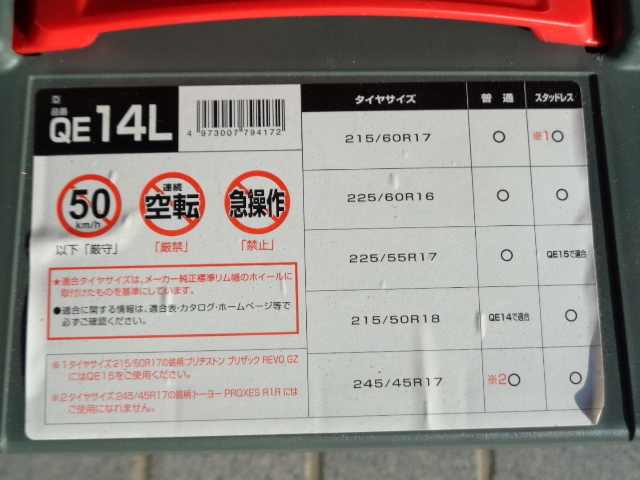 型
品番
QE 14L
4 973007 794172
50
km/h
以下「厳守」
連続
空転
「厳禁」
急操作
「禁止」
★適合タイヤサイズは、メーカー純正標準リム幅のホイールに
取付けたものを基準にしています。
●適合に関する情報は、適合表・カタログ・ホームページ等で
必ずご確認ください。
※1タイヤサイズ215/60R17の銘柄:ブリヂストン ブリザック REVO GZ
にはQE15をご使用ください。
※2タイヤサイズ245/45R17の銘柄:トーヨー PROXES R1Rには
ご使用になれません。
タイヤサイズ 普通 スタッドレス
215/60R17 ○ ※1○
225/60R16 ○ ○
225/55R17 ○ QE15で適合
215/50R18 QE14で適合 ○
245/45R17 ※2○ ○